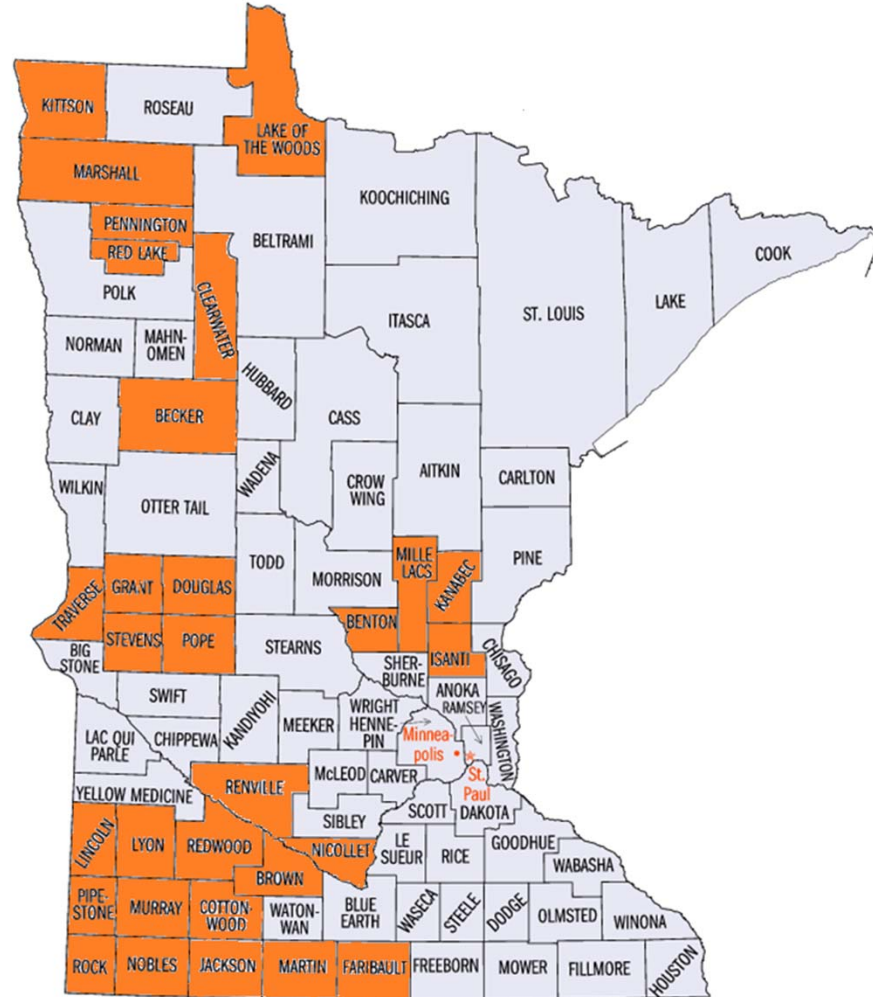 KITTSON
ROSEAU
LAKE OF
THE WOODS
MARSHALL
KOOCHICHING
PENNINGTON
BELTRAMI
RED LAKE
COOK
POLK
CLEARWATER
ITASCA
ST. LOUIS
LAKE
NORMAN
MAHN-
OMEN
HUBBARD
CLAY
BECKER
CASS
WADENA
AITKIN
CARLTON
WILKIN
CROW
WING
OTTER TAIL
MILLE
LACS
PINE
TODD
MORRISON
KANABEC
TRAVERSE
GRANT
DOUGLAS
BENTON
STEVENS
POPE
STEARNS
ISANTI
CHISAGO
BIG
STONE
SHER-
BURNE
ANOKA
SWIFT
KANDIYOHI
WRIGHT
RAMSEY
WASHINGTON
MEEKER
HENNE-
PIN
LAC QUI
PARLE
CHIPPEWA
Minnea-
polis
McLEOD
CARVER
St.
Paul
RENVILLE
YELLOW MEDICINE
SCOTT
DAKOTA
SIBLEY
LINCOLN
LYON
REDWOOD
NICOLLET
LE
SUEUR
RICE
GOODHUE
WABASHA
BROWN
PIPE-
STONE
MURRAY
COTTON-
WOOD
WATON-
WAN
BLUE
EARTH
WASECA
STEELE
DODGE
OLMSTED
WINONA
ROCK
NOBLES
JACKSON
MARTIN
FARIBAULT
FREEBORN
MOWER
FILLMORE
HOUSTON